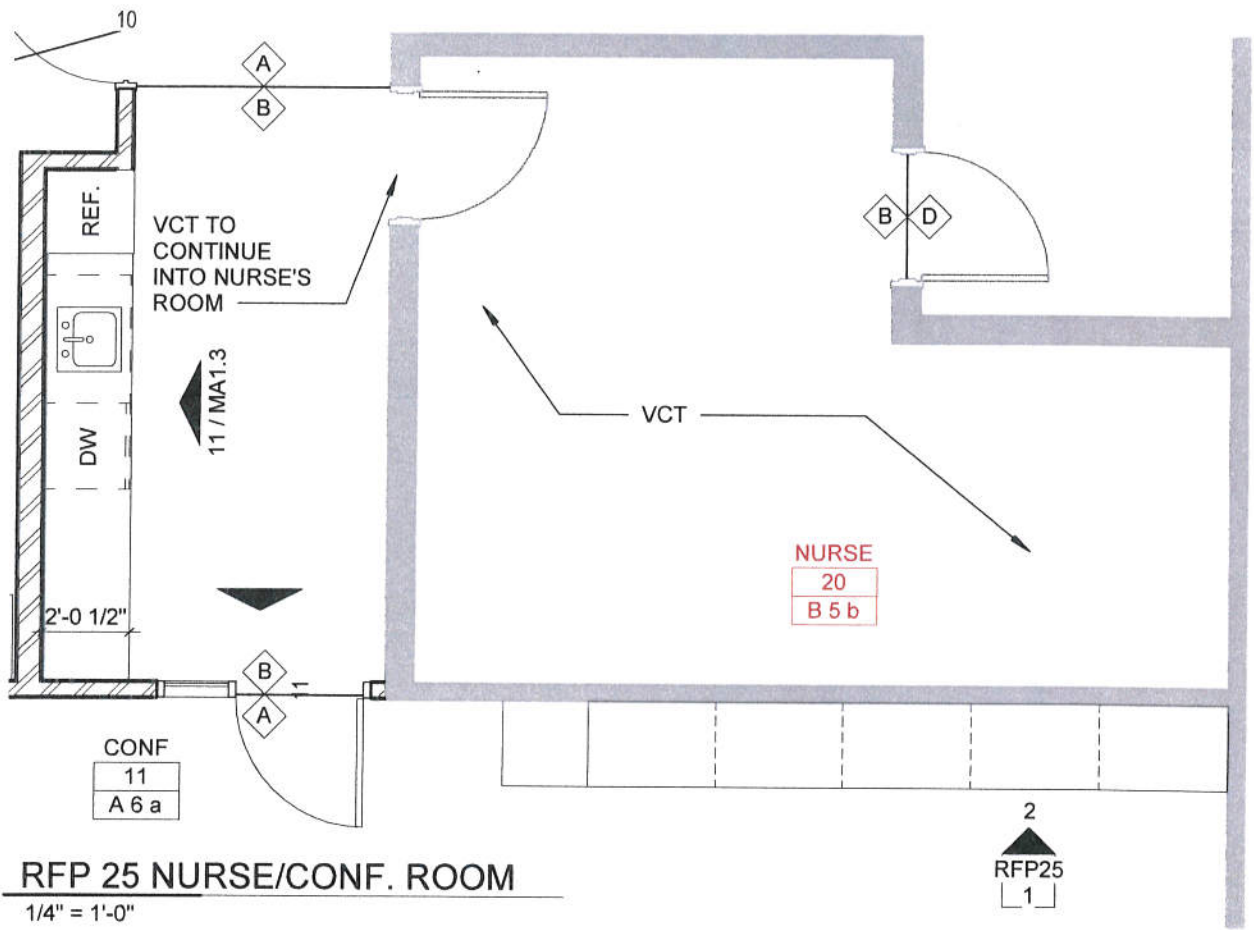 10
A
B
REF.
VCT TO
CONTINUE
INTO NURSE'S
ROOM
B D
11 / MA1.3
VCT
DW
NURSE
20
B 5 b
2'-0 1/2"
B
11
A
CONF
11
A 6 a
2
RFP25
1
RFP 25 NURSE/CONF. ROOM
1/4" = 1'-0"